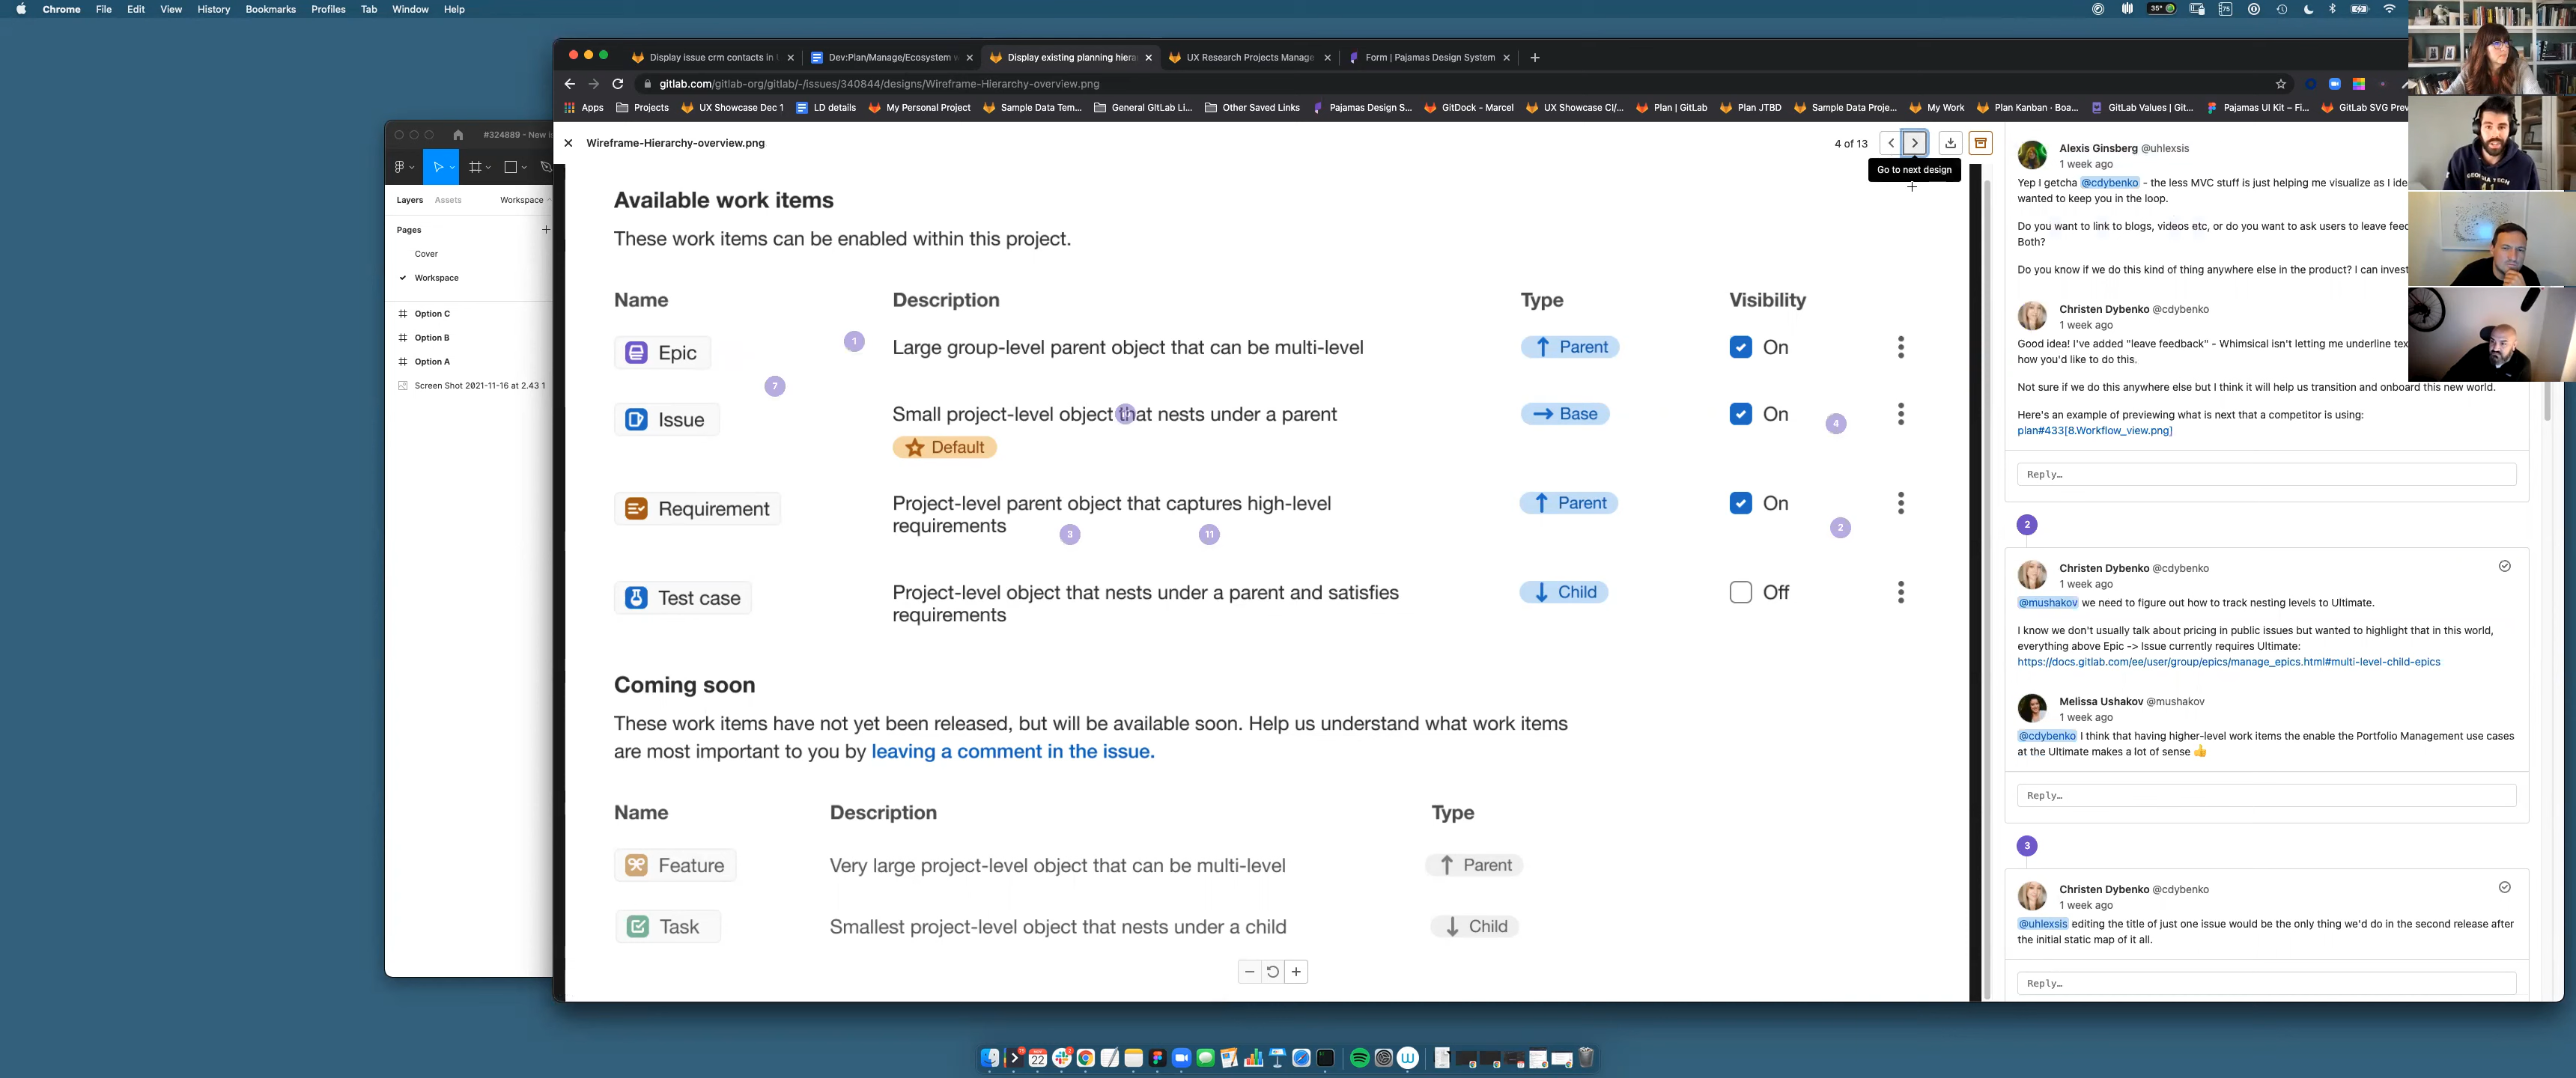 Chrome File Edit View History Bookmarks Profiles Tab Window Help
35°
#324889 - New i
Layers Assets Workspace
Pages
Cover
Workspace
Option C
Option B
Option A
Screen Shot 2021-11-16 at 2.43 1
Display issue crm contacts in
Dev:Plan/Manage/Ecosystem w
Display existing planning hiera
UX Research Projects Manage
Form | Pajamas Design System
gitlab.com/gitlab-org/gitlab/-/issues/340844/designs/Wireframe-Hierarchy-overview.png
Apps Projects UX Showcase Dec 1 LD details My Personal Project Sample Data Tem... General GitLab Li... Other Saved Links Pajamas Design S... GitDock - Marcel UX Showcase CI/... Plan | GitLab Plan JTBD Sample Data Proje... My Work Plan Kanban · Boa... GitLab Values | Git... Pajamas UI Kit – Fi... GitLab SVG Prev
Wireframe-Hierarchy-overview.png
4 of 13
Go to next design
Available work items
These work items can be enabled within this project.
Name Description Type Visibility
Epic Large group-level parent object that can be multi-level Parent On
1
7
Issue Small project-level object that nests under a parent Base On
4
Default
Requirement Project-level parent object that captures high-level Parent On
requirements
3
11
2
Test case Project-level object that nests under a parent and satisfies Child Off
requirements
Coming soon
These work items have not yet been released, but will be available soon. Help us understand what work items
are most important to you by leaving a comment in the issue.
Name Description Type
Feature Very large project-level object that can be multi-level Parent
Task Smallest project-level object that nests under a child Child
Alexis Ginsberg @uhlexsis
1 week ago
Yep I getcha @cdybenko - the less MVC stuff is just helping me visualize as I ide
wanted to keep you in the loop.
Do you want to link to blogs, videos etc, or do you want to ask users to leave feed
Both?
Do you know if we do this kind of thing anywhere else in the product? I can invest
Christen Dybenko @cdybenko
1 week ago
Good idea! I've added "leave feedback" - Whimsical isn't letting me underline tex
how you'd like to do this.
Not sure if we do this anywhere else but I think it will help us transition and onboard this new world.
Here's an example of previewing what is next that a competitor is using:
plan#433[8.Workflow_view.png]
Reply…
2
Christen Dybenko @cdybenko
1 week ago
@mushakov we need to figure out how to track nesting levels to Ultimate.
I know we don't usually talk about pricing in public issues but wanted to highlight that in this world,
everything above Epic -> Issue currently requires Ultimate:
https://docs.gitlab.com/ee/user/group/epics/manage_epics.html#multi-level-child-epics
Melissa Ushakov @mushakov
1 week ago
@cdybenko I think that having higher-level work items the enable the Portfolio Management use cases
at the Ultimate makes a lot of sense 👍
Reply…
3
Christen Dybenko @cdybenko
1 week ago
@uhlexsis editing the title of just one issue would be the only thing we'd do in the second release after
the initial static map of it all.
Reply…
GEORGIA TECH
22